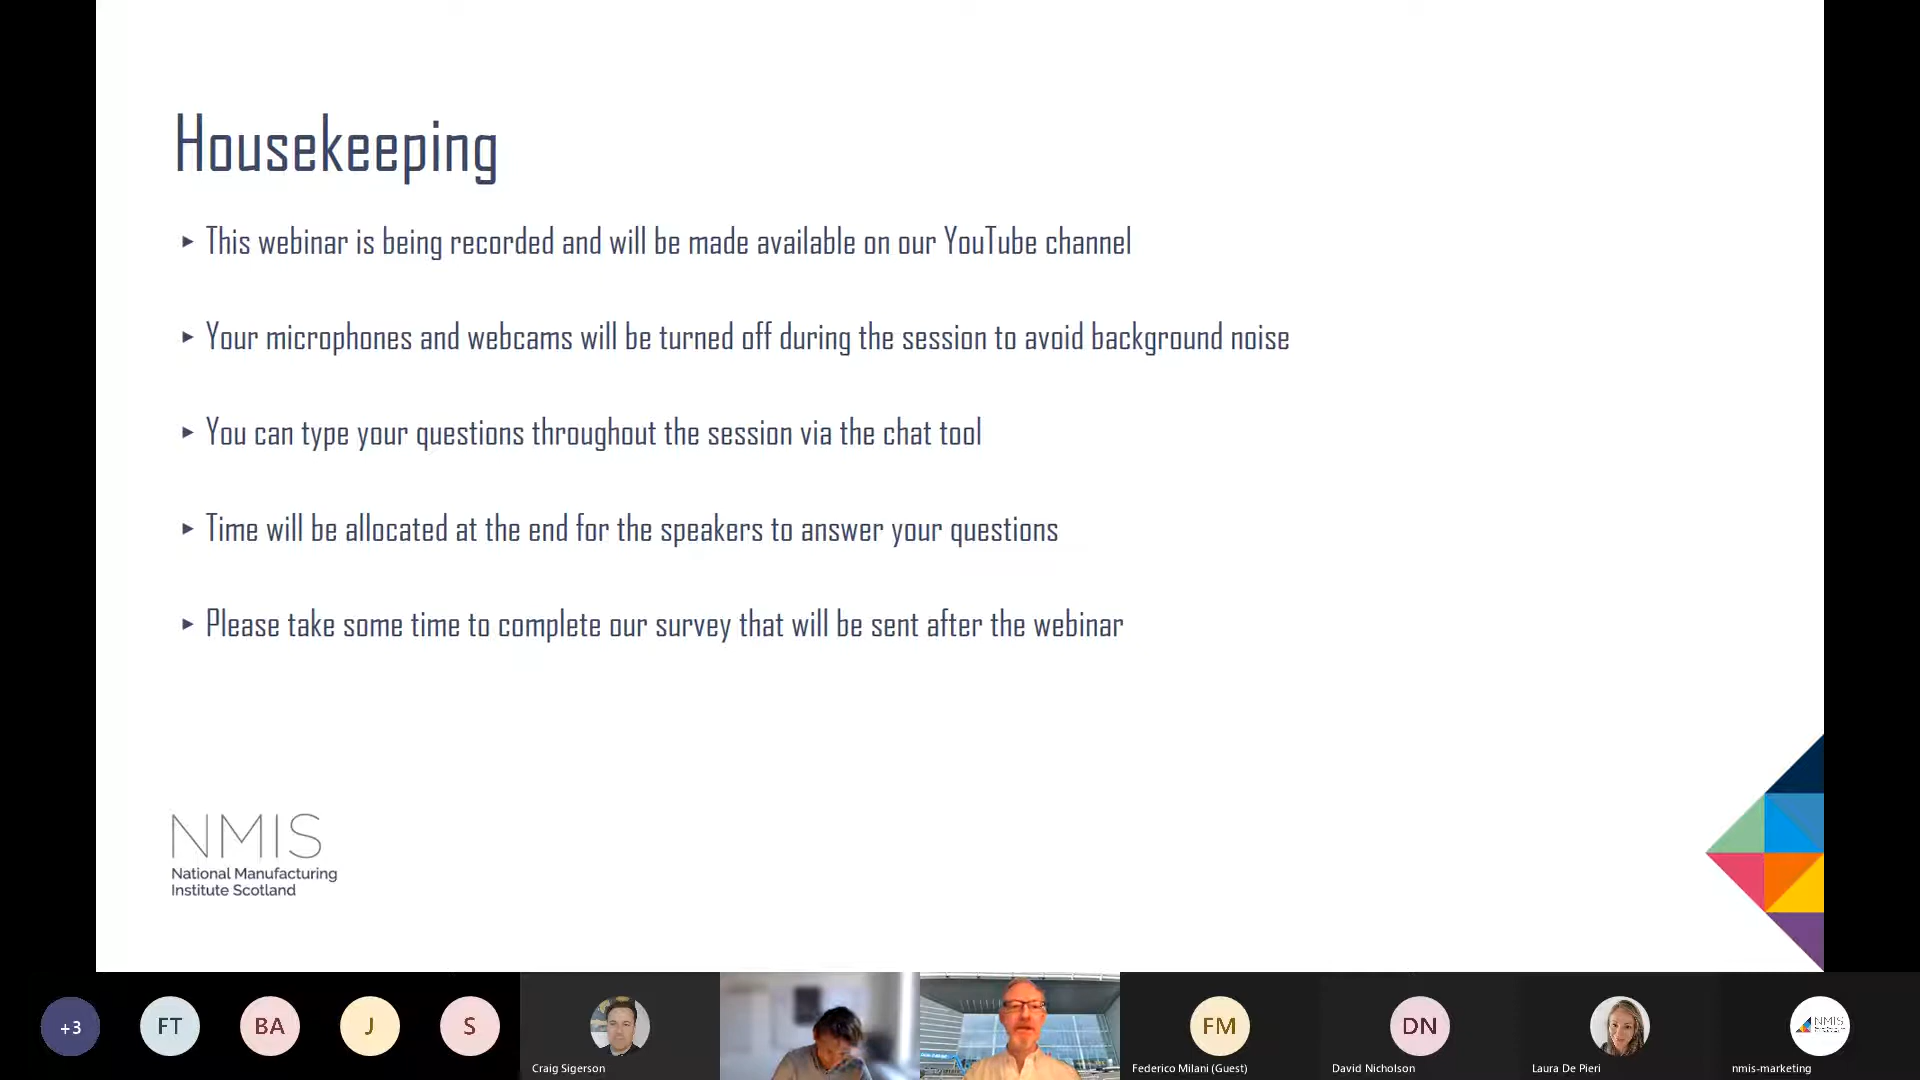 Housekeeping
This webinar is being recorded and will be made available on our YouTube channel
Your microphones and webcams will be turned off during the session to avoid background noise
You can type your questions throughout the session via the chat tool
Time will be allocated at the end for the speakers to answer your questions
Please take some time to complete our survey that will be sent after the webinar
NMIS
National Manufacturing
Institute Scotland
+3
FT
BA
J
S
Craig Sigerson
FM
Federico Milani (Guest)
DN
David Nicholson
Laura De Pieri
NMIS
nmis-marketing